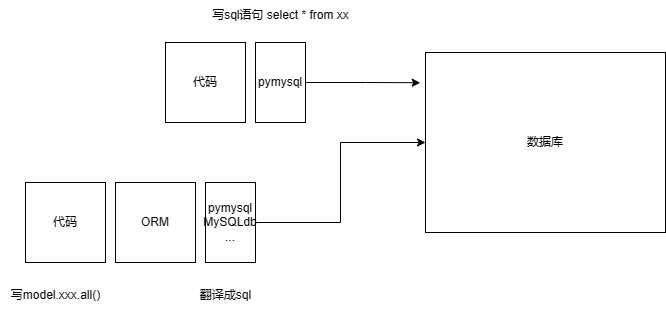 写sql语句 select * from xx
代码
pymysql
数据库
代码
ORM
pymysql
MySQLdb
...
写model.xxx.all()
翻译成sql